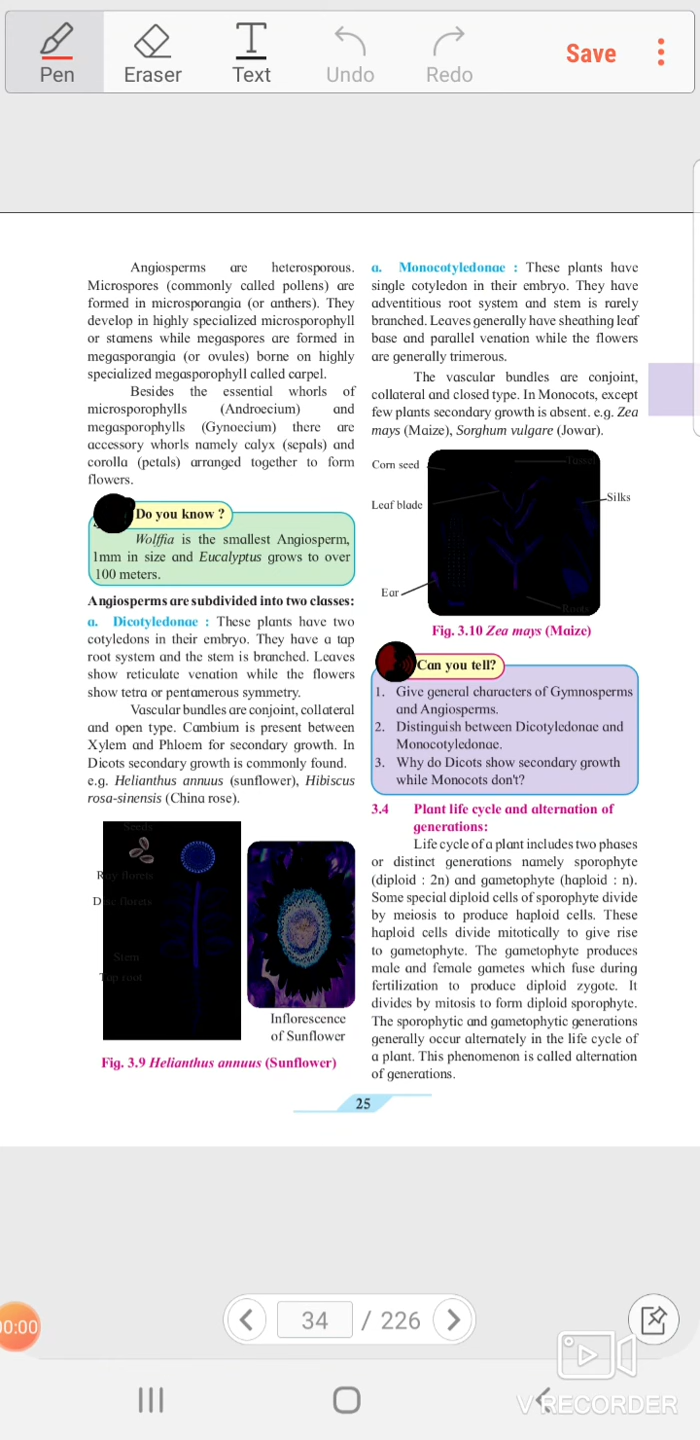 Pen
Eraser
Text
Undo
Redo
Save
Angiosperms are heterosporous.
Microspores (commonly called pollens) are
formed in microsporangia (or anthers). They
develop in highly specialized microsporophyll
or stamens while megaspores are formed in
megasporangia (or ovules) borne on highly
specialized megasporophyll called carpel.
Besides the essential whorls of
microsporophylls (Androecium) and
megasporophylls (Gynoecium) there are
accessory whorls namely calyx (sepals) and
corolla (petals) arranged together to form
flowers.
Do you know ?
Wolffia is the smallest Angiosperm,
1mm in size and Eucalyptus grows to over
100 meters.
Angiosperms are subdivided into two classes:
a. Dicotyledonae : These plants have two
cotyledons in their embryo. They have a tap
root system and the stem is branched. Leaves
show reticulate venation while the flowers
show tetra or pentamerous symmetry.
Vascular bundles are conjoint, collateral
and open type. Cambium is present between
Xylem and Phloem for secondary growth. In
Dicots secondary growth is commonly found.
e.g. Helianthus annuus (sunflower), Hibiscus
rosa-sinensis (China rose).
Seeds
Ray florets
Disc florets
Stem
Tap root
Inflorescence
of Sunflower
Fig. 3.9 Helianthus annuus (Sunflower)
a. Monocotyledonae : These plants have
single cotyledon in their embryo. They have
adventitious root system and stem is rarely
branched. Leaves generally have sheathing leaf
base and parallel venation while the flowers
are generally trimerous.
The vascular bundles are conjoint,
collateral and closed type. In Monocots, except
few plants secondary growth is absent. e.g. Zea
mays (Maize), Sorghum vulgare (Jowar).
Corn seed
Tassel
Leaf blade
Silks
Ear
Roots
Fig. 3.10 Zea mays (Maize)
Can you tell?
1. Give general characters of Gymnosperms
and Angiosperms.
2. Distinguish between Dicotyledonae and
Monocotyledonae.
3. Why do Dicots show secondary growth
while Monocots don't?
3.4 Plant life cycle and alternation of
generations:
Life cycle of a plant includes two phases
or distinct generations namely sporophyte
(diploid : 2n) and gametophyte (haploid : n).
Some special diploid cells of sporophyte divide
by meiosis to produce haploid cells. These
haploid cells divide mitotically to give rise
to gametophyte. The gametophyte produces
male and female gametes which fuse during
fertilization to produce diploid zygote. It
divides by mitosis to form diploid sporophyte.
The sporophytic and gametophytic generations
generally occur alternately in the life cycle of
a plant. This phenomenon is called alternation
of generations.
25
00:00
34 / 226
V RECORDER